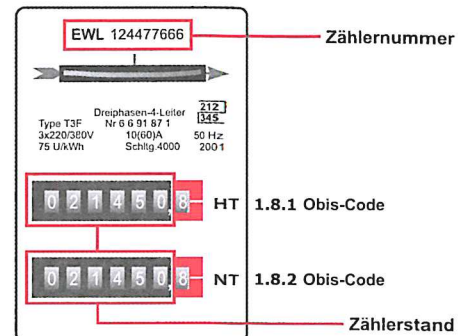 EWL 124477666
Zählernummer
Dreiphasen-4-Leiter
212
345
Type T3F
Nr 6 6 91 87 1
3x220/380V
10(60)A
50 Hz
75 U/kWh
Schltg.4000
2001
0 2 1 4 5 0, 8
HT 1.8.1 Obis-Code
0 2 1 4 5 0, 8
NT 1.8.2 Obis-Code
Zählerstand